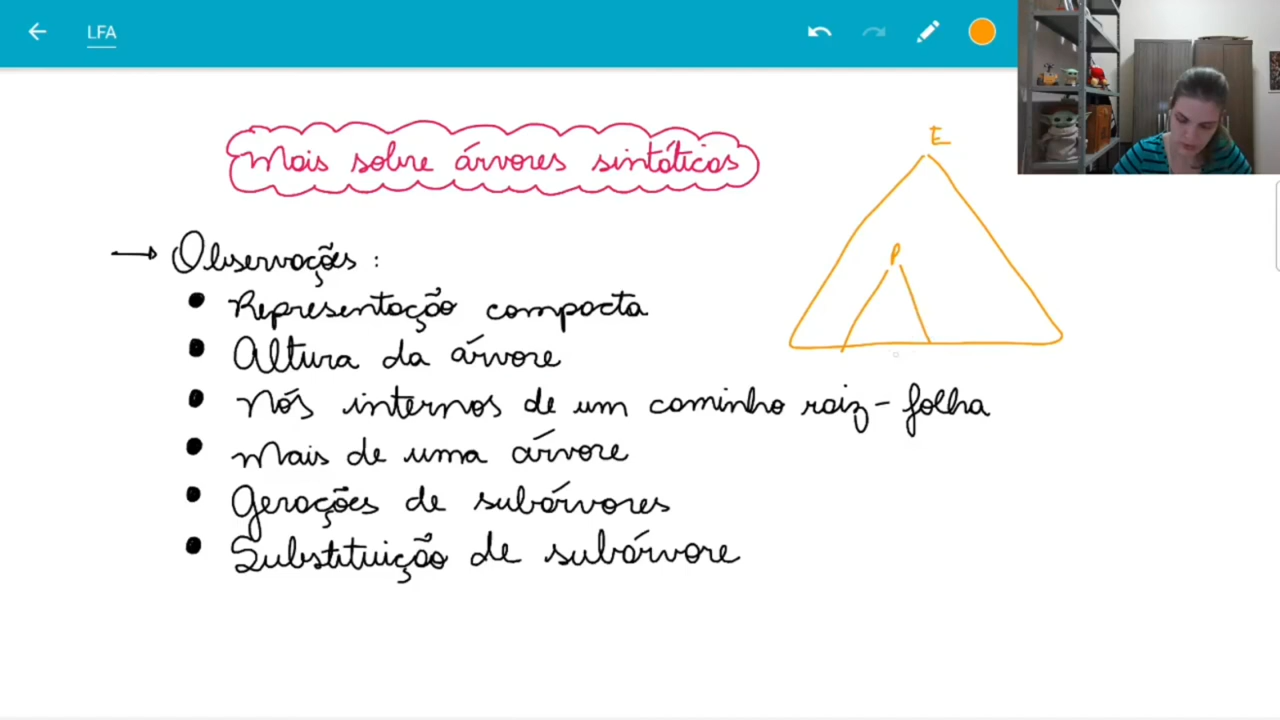 LFA
Mais sobre árvores sintáticas
E
P
→ Observações:
• Representação compacta
• Altura da árvore
• Nós internos de um caminho raiz-folha
• Mais de uma árvore
• Gerações de subárvores
• Substituição de subárvore